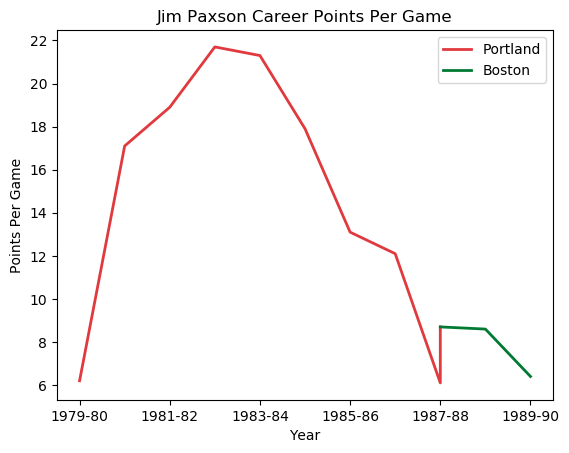 Jim Paxson Career Points Per Game
Portland
Boston
22
20
18
16
14
12
10
8
6
Points Per Game
1979-80 1981-82 1983-84 1985-86 1987-88 1989-90
Year